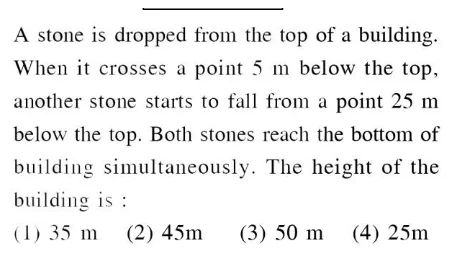 A stone is dropped from the top of a building.
When it crosses a point 5 m below the top,
another stone starts to fall from a point 25 m
below the top. Both stones reach the bottom of
building simultaneously. The height of the
building is :
(1) 35 m (2) 45m (3) 50 m (4) 25m